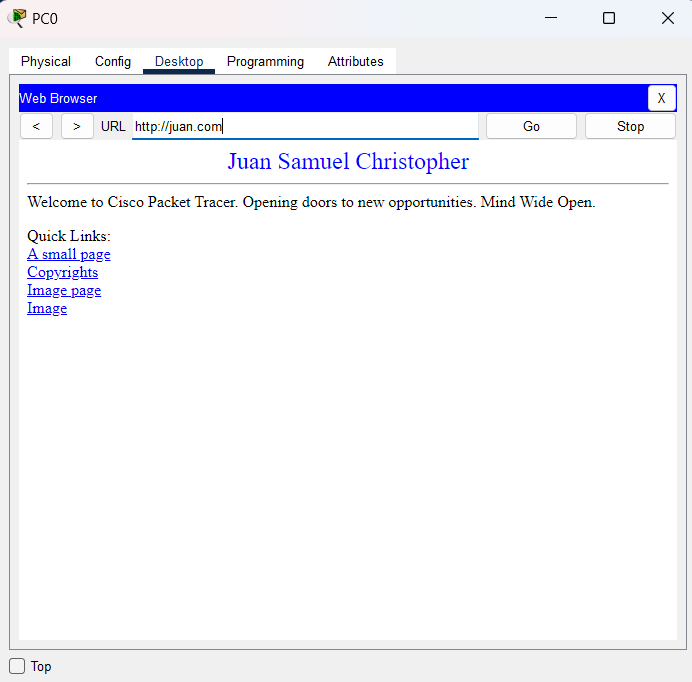 PC0
Physical Config Desktop Programming Attributes
Web Browser X
< > URL http://juan.com Go Stop
Juan Samuel Christopher
Welcome to Cisco Packet Tracer. Opening doors to new opportunities. Mind Wide Open.
Quick Links:
A small page
Copyrights
Image page
Image
Top